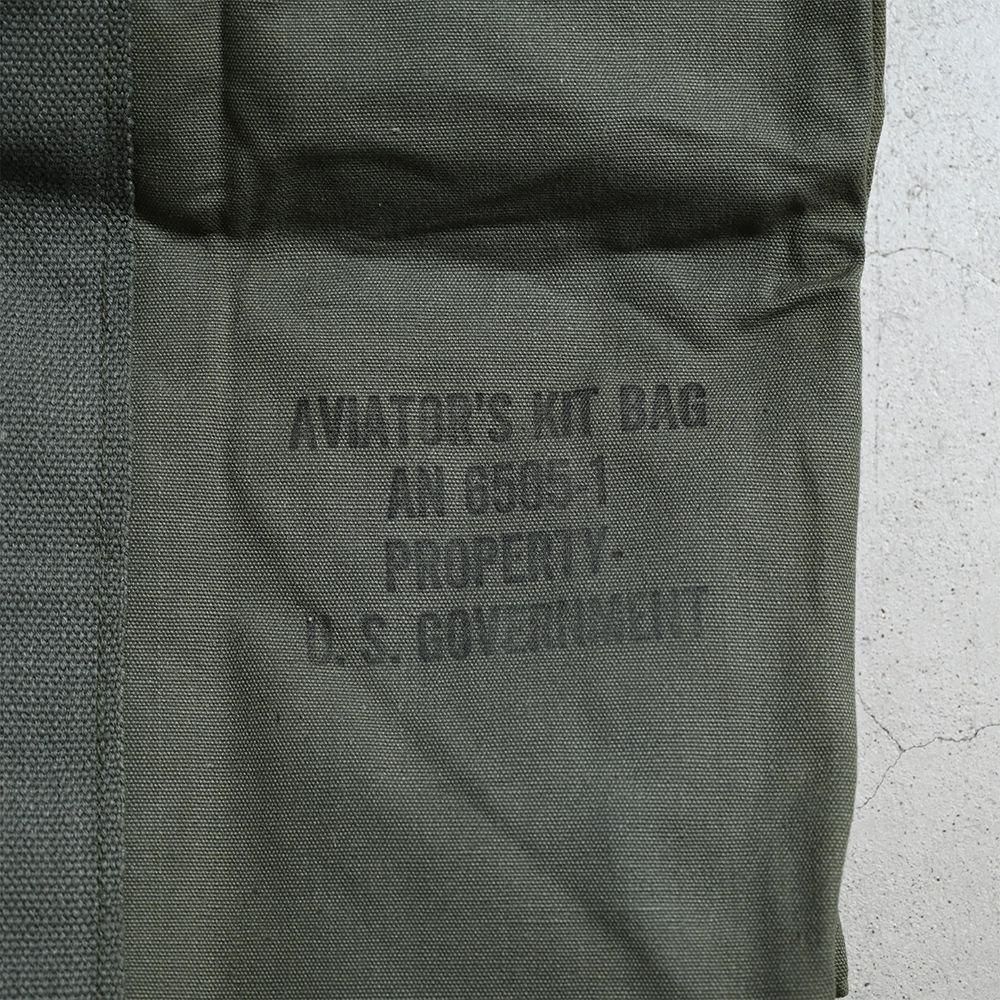 AVIATOR'S KIT BAG
AN 6505-1
PROPERTY-
U. S. GOVERNMENT